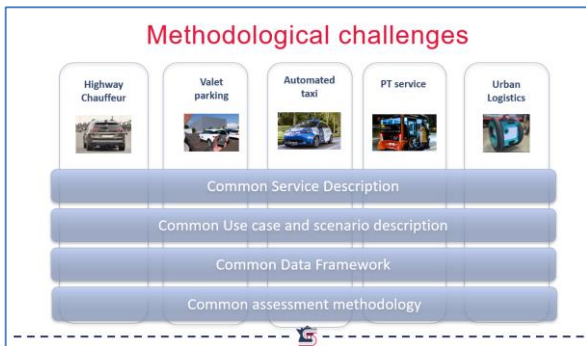 Methodological challenges
Highway
Chauffeur
Valet
parking
Automated
taxi
PT service
Urban
Logistics
Common Service Description
Common Use case and scenario description
Common Data Framework
Common assessment methodology